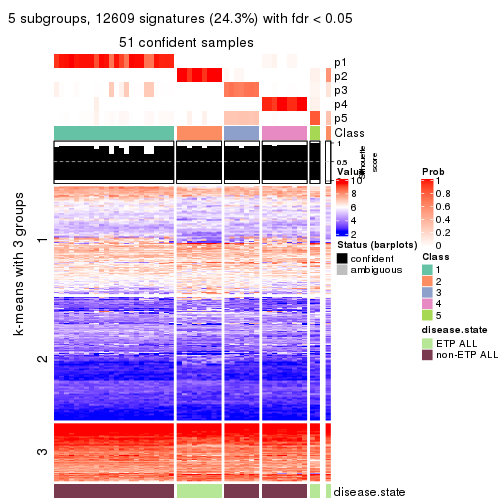 5 subgroups, 12609 signatures (24.3%) with fdr < 0.05
51 confident samples
p1
p2
p3
p4
p5
Class
1
0.5
0
silhouette
score
k-means with 3 groups
1
2
3
disease.state
Value
10
8
6
4
2
Status (barplots)
confident
ambiguous
Prob
1
0.8
0.6
0.4
0.2
0
Class
1
2
3
4
5
disease.state
ETP ALL
non-ETP ALL